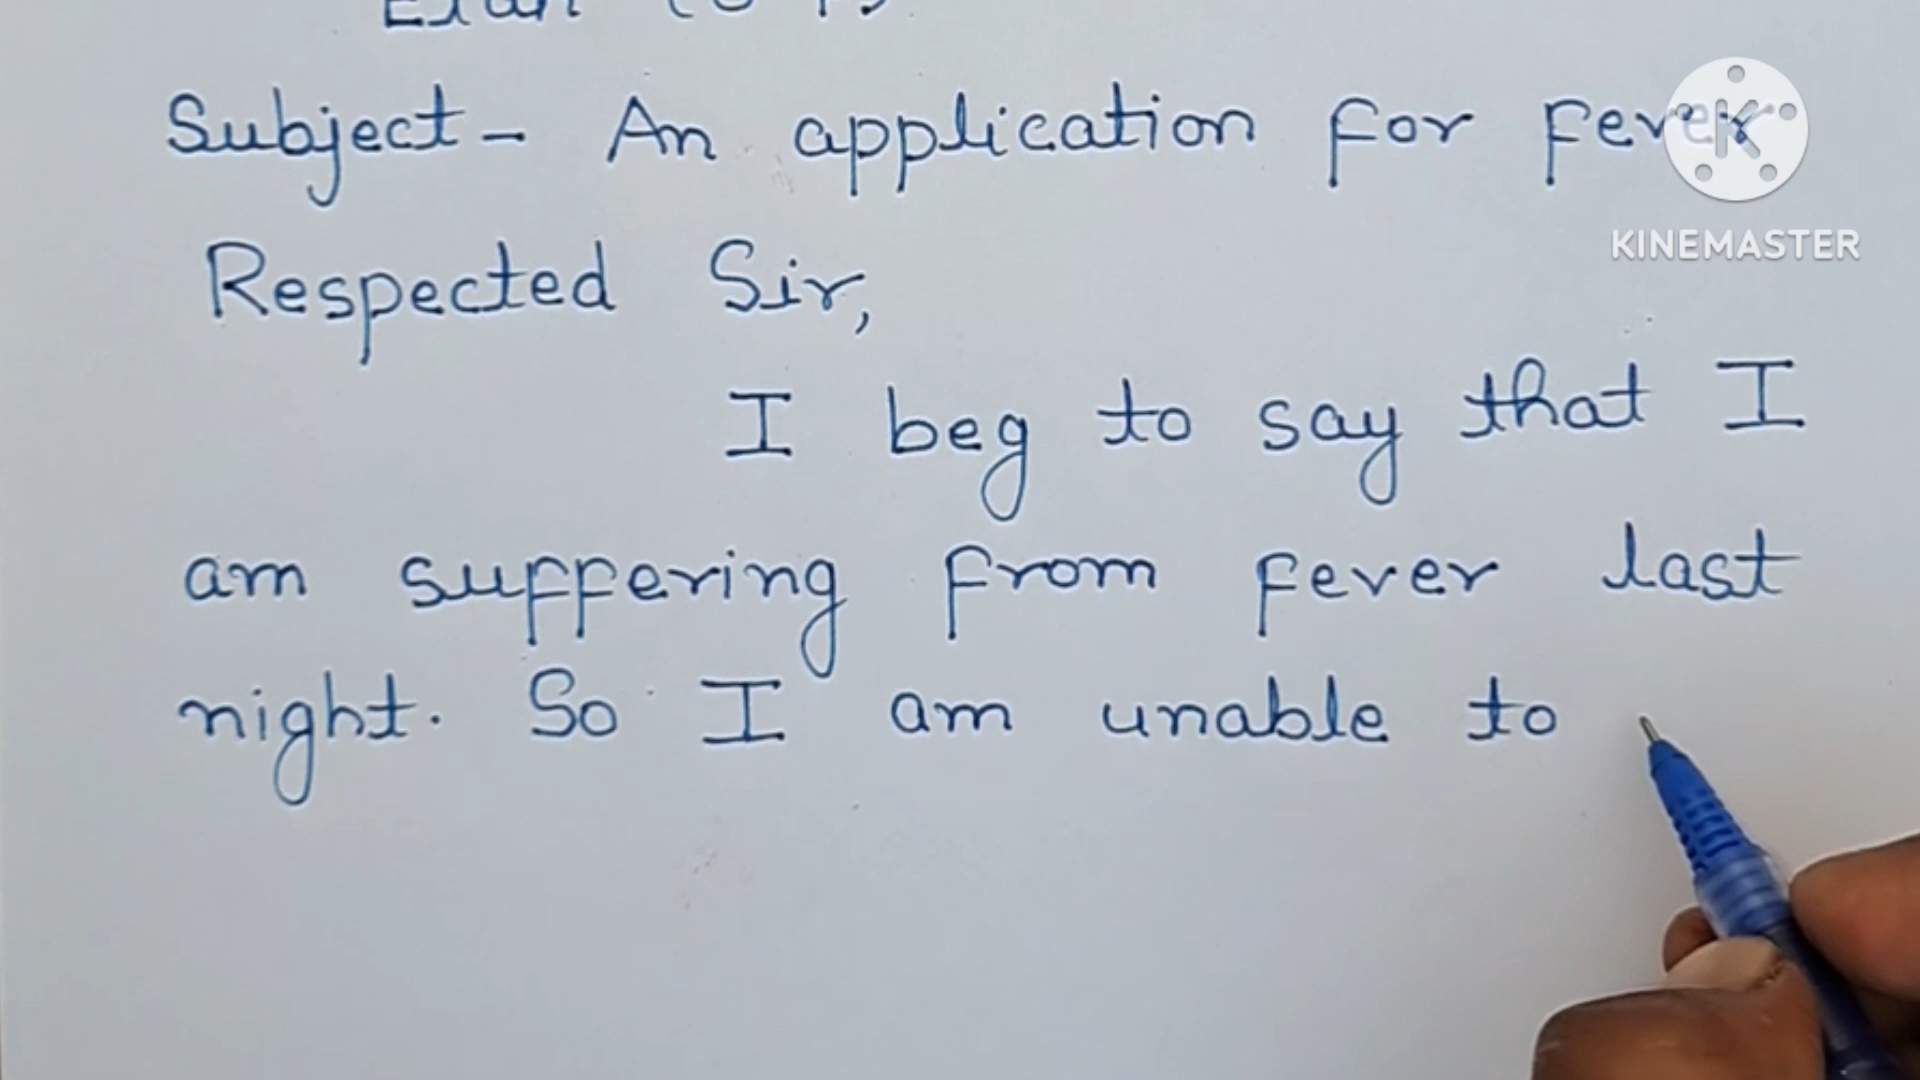 Subject - An application for fever
KINEMASTER
Respected Sir,
I beg to say that I
am suffering from fever last
night. So I am unable to